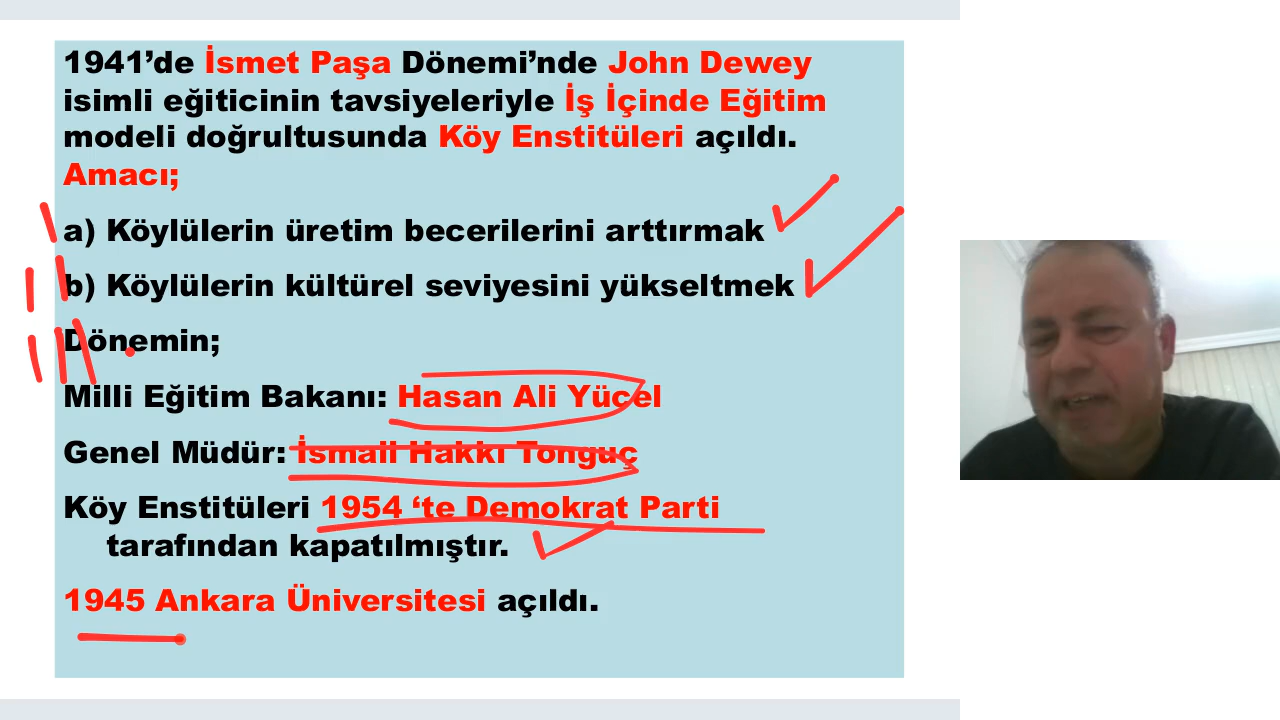 1941’de İsmet Paşa Dönemi’nde John Dewey
isimli eğiticinin tavsiyeleriyle İş İçinde Eğitim
modeli doğrultusunda Köy Enstitüleri açıldı.
Amacı;
a) Köylülerin üretim becerilerini arttırmak
b) Köylülerin kültürel seviyesini yükseltmek
Dönemin;
Milli Eğitim Bakanı: Hasan Ali Yücel
Genel Müdür: İsmail Hakkı Tonguç
Köy Enstitüleri 1954 ‘te Demokrat Parti
tarafından kapatılmıştır.
1945 Ankara Üniversitesi açıldı.